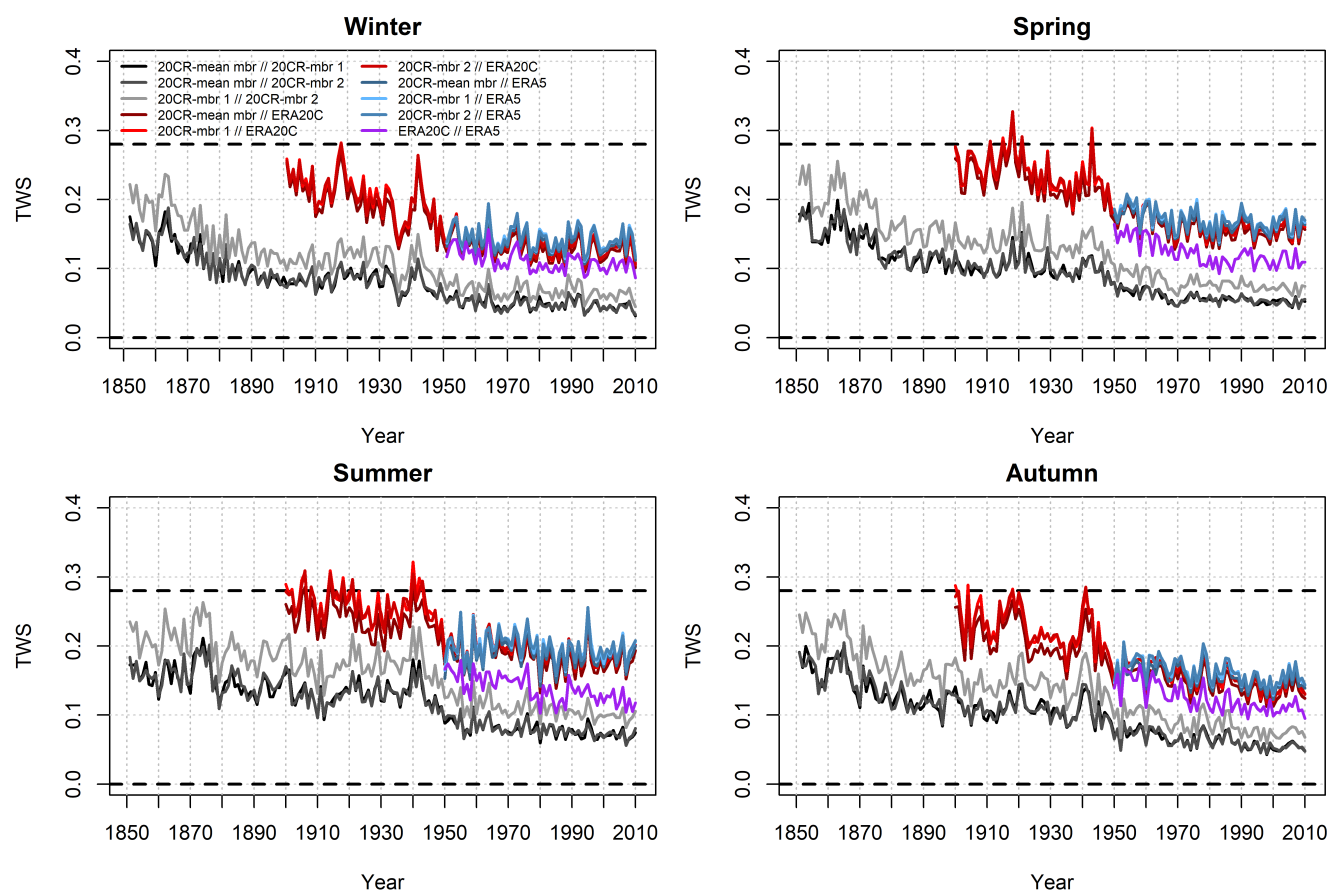 Winter
TWS
0.4
0.3
0.2
0.1
0.0
20CR-mean mbr // 20CR-mbr 1
20CR-mean mbr // 20CR-mbr 2
20CR-mbr 1 // 20CR-mbr 2
20CR-mean mbr // ERA20C
20CR-mbr 1 // ERA20C
20CR-mbr 2 // ERA20C
20CR-mean mbr // ERA5
20CR-mbr 1 // ERA5
20CR-mbr 2 // ERA5
ERA20C // ERA5
1850 1870 1890 1910 1930 1950 1970 1990 2010
Year
Spring
TWS
0.4
0.3
0.2
0.1
0.0
1850 1870 1890 1910 1930 1950 1970 1990 2010
Year
Summer
TWS
0.4
0.3
0.2
0.1
0.0
1850 1870 1890 1910 1930 1950 1970 1990 2010
Year
Autumn
TWS
0.4
0.3
0.2
0.1
0.0
1850 1870 1890 1910 1930 1950 1970 1990 2010
Year